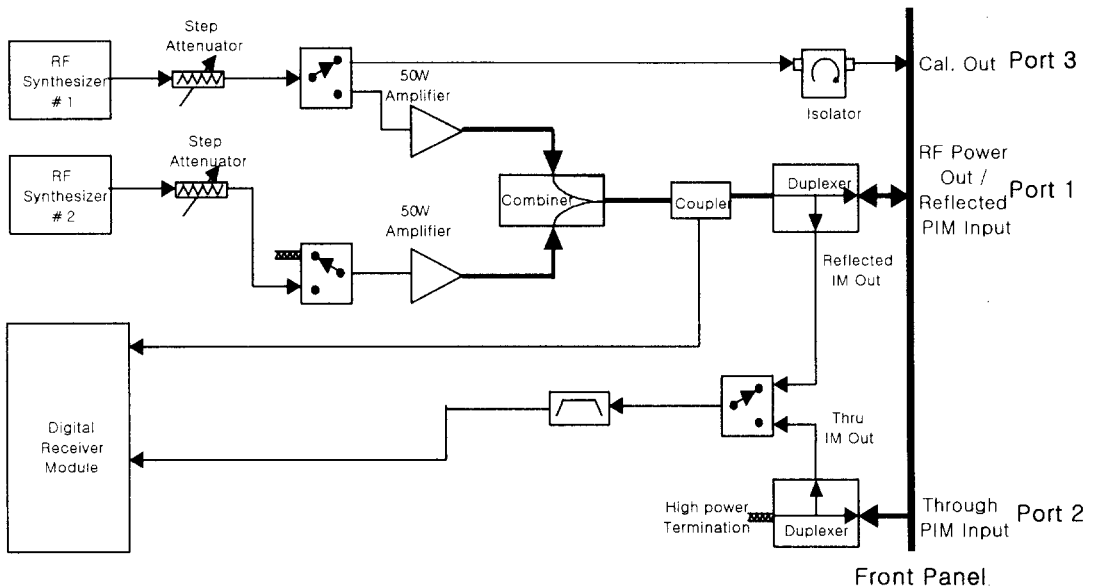 Step
Attenuator
RF
Synthesizer
# 1
50W
Amplifier
Isolator
Cal. Out
Port 3
Step
Attenuator
RF
Synthesizer
# 2
50W
Amplifier
Combiner
Coupler
Duplexer
RF Power
Out /
Reflected
PIM Input
Port 1
Reflected
IM Out
Digital
Receiver
Module
Thru
IM Out
High power
Termination
Duplexer
Through
PIM Input
Port 2
Front Panel